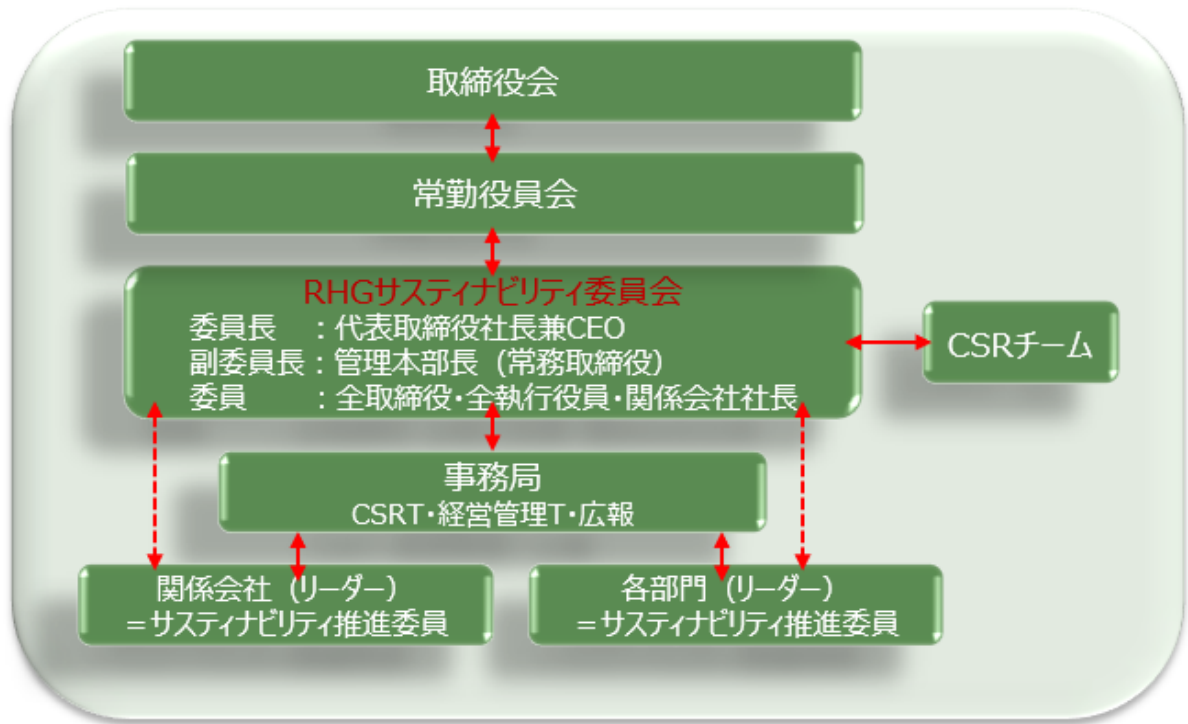 取締役会
常勤役員会
RHGサスティナビリティ委員会
委員長　：代表取締役社長兼CEO
副委員長：管理本部長（常務取締役）
委員　　：全取締役・全執行役員・関係会社社長
CSRチーム
事務局
CSRT・経営管理T・広報
関係会社（リーダー）
＝サスティナビリティ推進委員
各部門（リーダー）
＝サスティナビリティ推進委員